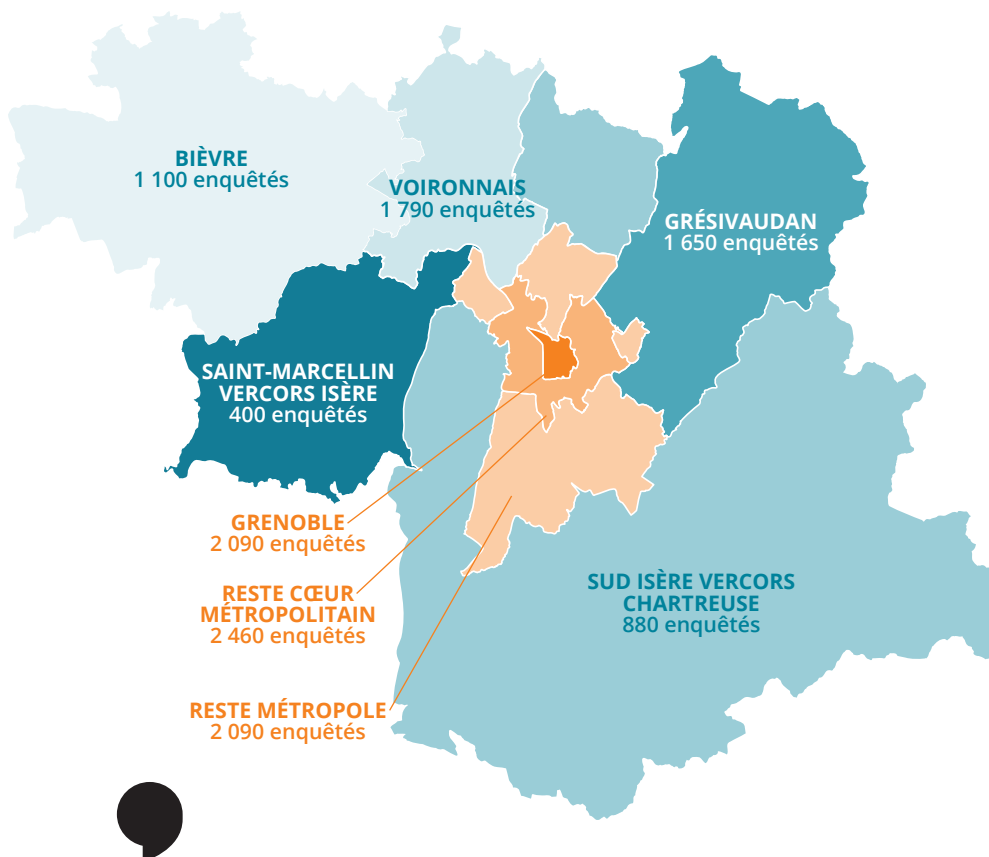 BIÈVRE
1 100 enquêtés
VOIRONNAIS
1 790 enquêtés
GRÉSIVAUDAN
1 650 enquêtés
SAINT-MARCELLIN
VERCORS ISÈRE
400 enquêtés
GRENOBLE
2 090 enquêtés
RESTE CŒUR
MÉTROPOLITAIN
2 460 enquêtés
SUD ISÈRE VERCORS
CHARTREUSE
880 enquêtés
RESTE MÉTROPOLE
2 090 enquêtés